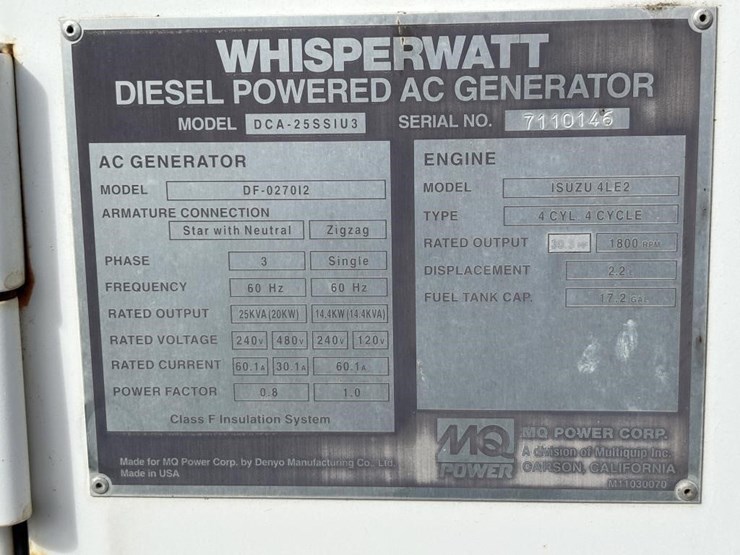 WHISPERWATT
DIESEL POWERED AC GENERATOR
MODEL DCA-25SSIU3 SERIAL NO. 7110146
AC GENERATOR
MODEL DF-0270I2
ARMATURE CONNECTION
Star with Neutral Zigzag
PHASE 3 Single
FREQUENCY 60 Hz 60 Hz
RATED OUTPUT 25KVA (20KW) 14.4KW (14.4KVA)
RATED VOLTAGE 240V 480V 240V 120V
RATED CURRENT 60.1A 30.1A 60.1A
POWER FACTOR 0.8 1.0
Class F Insulation System
ENGINE
MODEL ISUZU 4LE2
TYPE 4 CYL 4 CYCLE
RATED OUTPUT HP 1800 RPM
DISPLACEMENT 2.2
FUEL TANK CAP. 17.2 GAL
Made for MQ Power Corp. by Denyo Manufacturing Co., Ltd.
Made in USA
MQ
POWER
MQ POWER CORP.
A division of Multiquip Inc.
CARSON, CALIFORNIA
M11030070